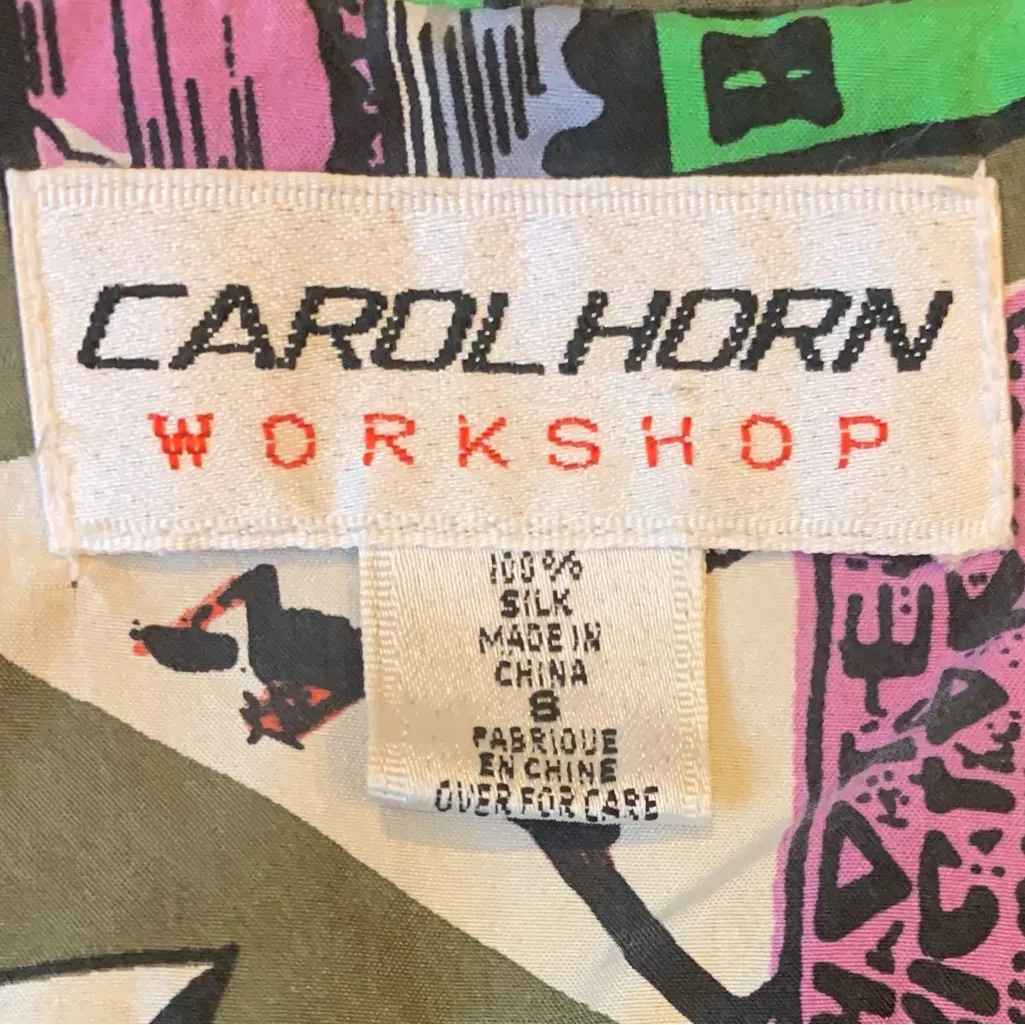 CAROL HORN
WORKSHOP
100%
SILK
MADE IN
CHINA
S
FABRIQUE
EN CHINE
OVER FOR CARE